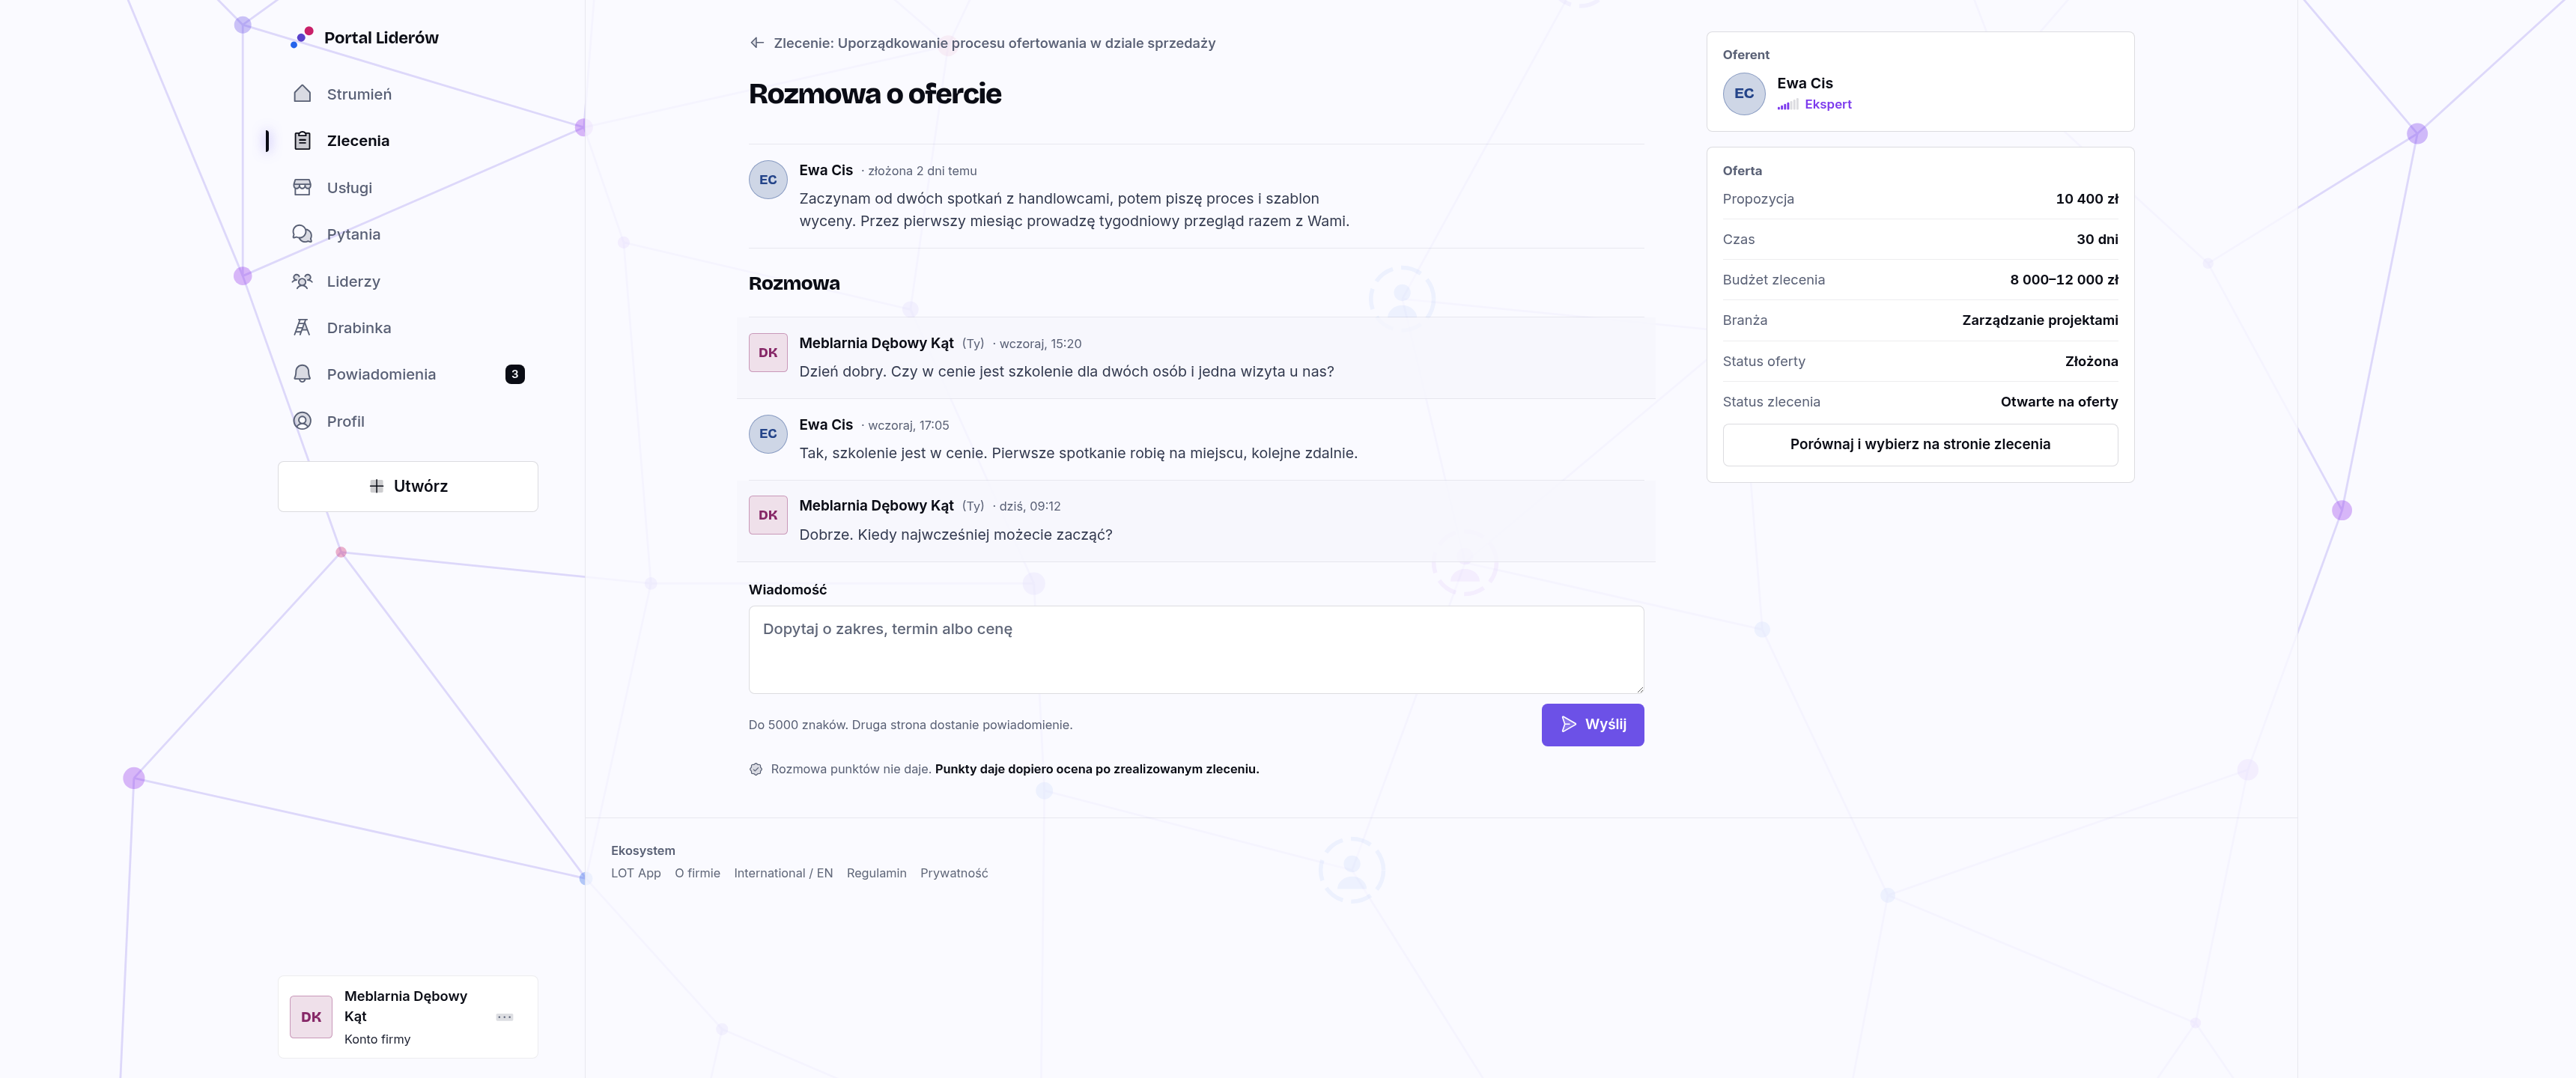 Portal Liderów
Strumień
Zlecenia
Usługi
Pytania
Liderzy
Drabinka
Powiadomienia 3
Profil
Utwórz
DK
Meblarnia Dębowy
Kąt
Konto firmy
Zlecenie: Uporządkowanie procesu ofertowania w dziale sprzedaży
Rozmowa o ofercie
EC
Ewa Cis · złożona 2 dni temu
Zaczynam od dwóch spotkań z handlowcami, potem piszę proces i szablon
wyceny. Przez pierwszy miesiąc prowadzę tygodniowy przegląd razem z Wami.
Rozmowa
DK
Meblarnia Dębowy Kąt (Ty) · wczoraj, 15:20
Dzień dobry. Czy w cenie jest szkolenie dla dwóch osób i jedna wizyta u nas?
EC
Ewa Cis · wczoraj, 17:05
Tak, szkolenie jest w cenie. Pierwsze spotkanie robię na miejscu, kolejne zdalnie.
DK
Meblarnia Dębowy Kąt (Ty) · dziś, 09:12
Dobrze. Kiedy najwcześniej możecie zacząć?
Wiadomość
Dopytaj o zakres, termin albo cenę
Do 5000 znaków. Druga strona dostanie powiadomienie.
Wyślij
Rozmowa punktów nie daje. Punkty daje dopiero ocena po zrealizowanym zleceniu.
Oferent
EC
Ewa Cis
Ekspert
Oferta
Propozycja 10 400 zł
Czas 30 dni
Budżet zlecenia 8 000–12 000 zł
Branża Zarządzanie projektami
Status oferty Złożona
Status zlecenia Otwarte na oferty
Porównaj i wybierz na stronie zlecenia
Ekosystem
LOT App O firmie International / EN Regulamin Prywatność